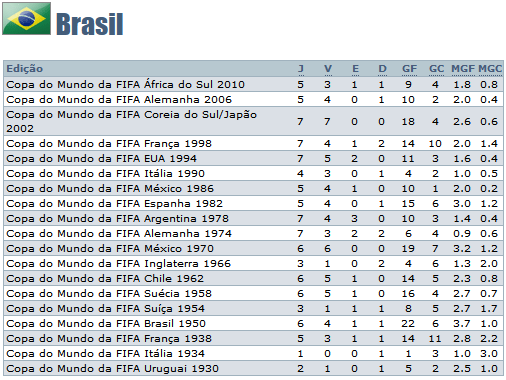 Brasil
Edição J V E D GF GC MGF MGC
Copa do Mundo da FIFA África do Sul 2010 5 3 1 1 9 4 1.8 0.8
Copa do Mundo da FIFA Alemanha 2006 5 4 0 1 10 2 2.0 0.4
Copa do Mundo da FIFA Coreia do Sul/Japão
2002 7 7 0 0 18 4 2.6 0.6
Copa do Mundo da FIFA França 1998 7 4 1 2 14 10 2.0 1.4
Copa do Mundo da FIFA EUA 1994 7 5 2 0 11 3 1.6 0.4
Copa do Mundo da FIFA Itália 1990 4 3 0 1 4 2 1.0 0.5
Copa do Mundo da FIFA México 1986 5 4 1 0 10 1 2.0 0.2
Copa do Mundo da FIFA Espanha 1982 5 4 0 1 15 6 3.0 1.2
Copa do Mundo da FIFA Argentina 1978 7 4 3 0 10 3 1.4 0.4
Copa do Mundo da FIFA Alemanha 1974 7 3 2 2 6 4 0.9 0.6
Copa do Mundo da FIFA México 1970 6 6 0 0 19 7 3.2 1.2
Copa do Mundo da FIFA Inglaterra 1966 3 1 0 2 4 6 1.3 2.0
Copa do Mundo da FIFA Chile 1962 6 5 1 0 14 5 2.3 0.8
Copa do Mundo da FIFA Suécia 1958 6 5 1 0 16 4 2.7 0.7
Copa do Mundo da FIFA Suíça 1954 3 1 1 1 8 5 2.7 1.7
Copa do Mundo da FIFA Brasil 1950 6 4 1 1 22 6 3.7 1.0
Copa do Mundo da FIFA França 1938 5 3 1 1 14 11 2.8 2.2
Copa do Mundo da FIFA Itália 1934 1 0 0 1 1 3 1.0 3.0
Copa do Mundo da FIFA Uruguai 1930 2 1 0 1 5 2 2.5 1.0